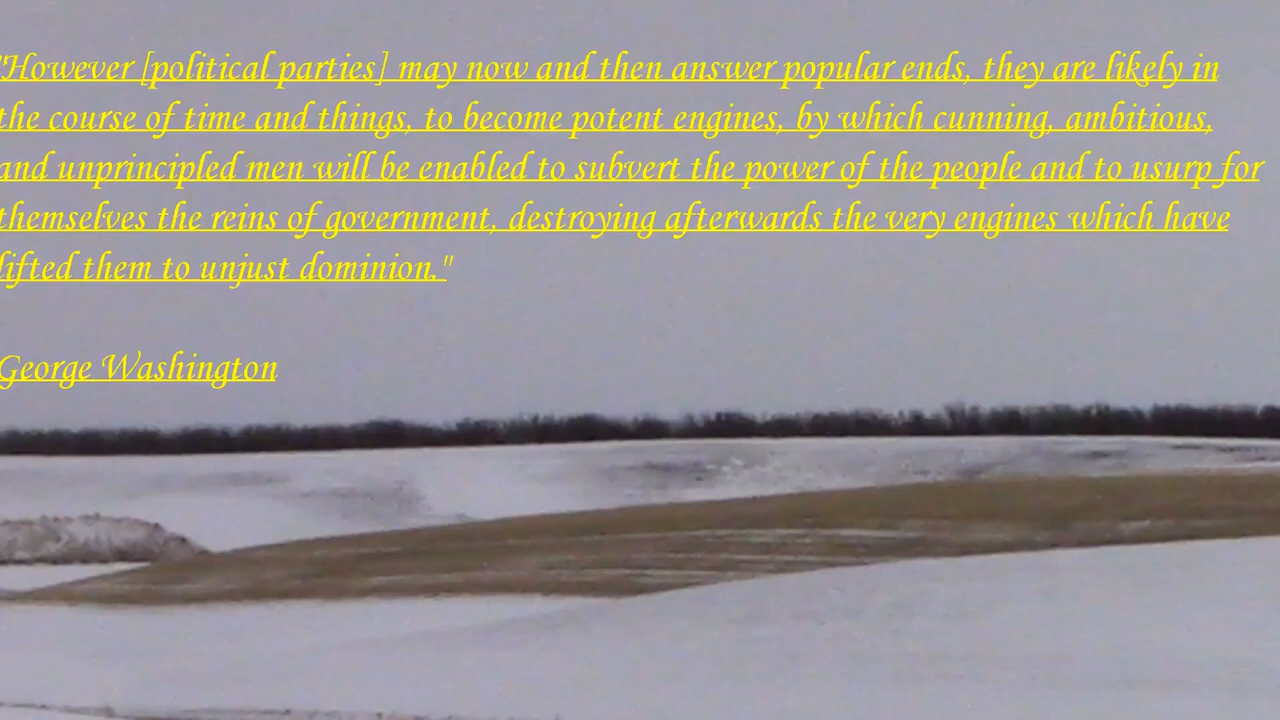 "However [political parties] may now and then answer popular ends, they are likely in
the course of time and things, to become potent engines, by which cunning, ambitious,
and unprincipled men will be enabled to subvert the power of the people and to usurp for
themselves the reins of government, destroying afterwards the very engines which have
lifted them to unjust dominion."
George Washington